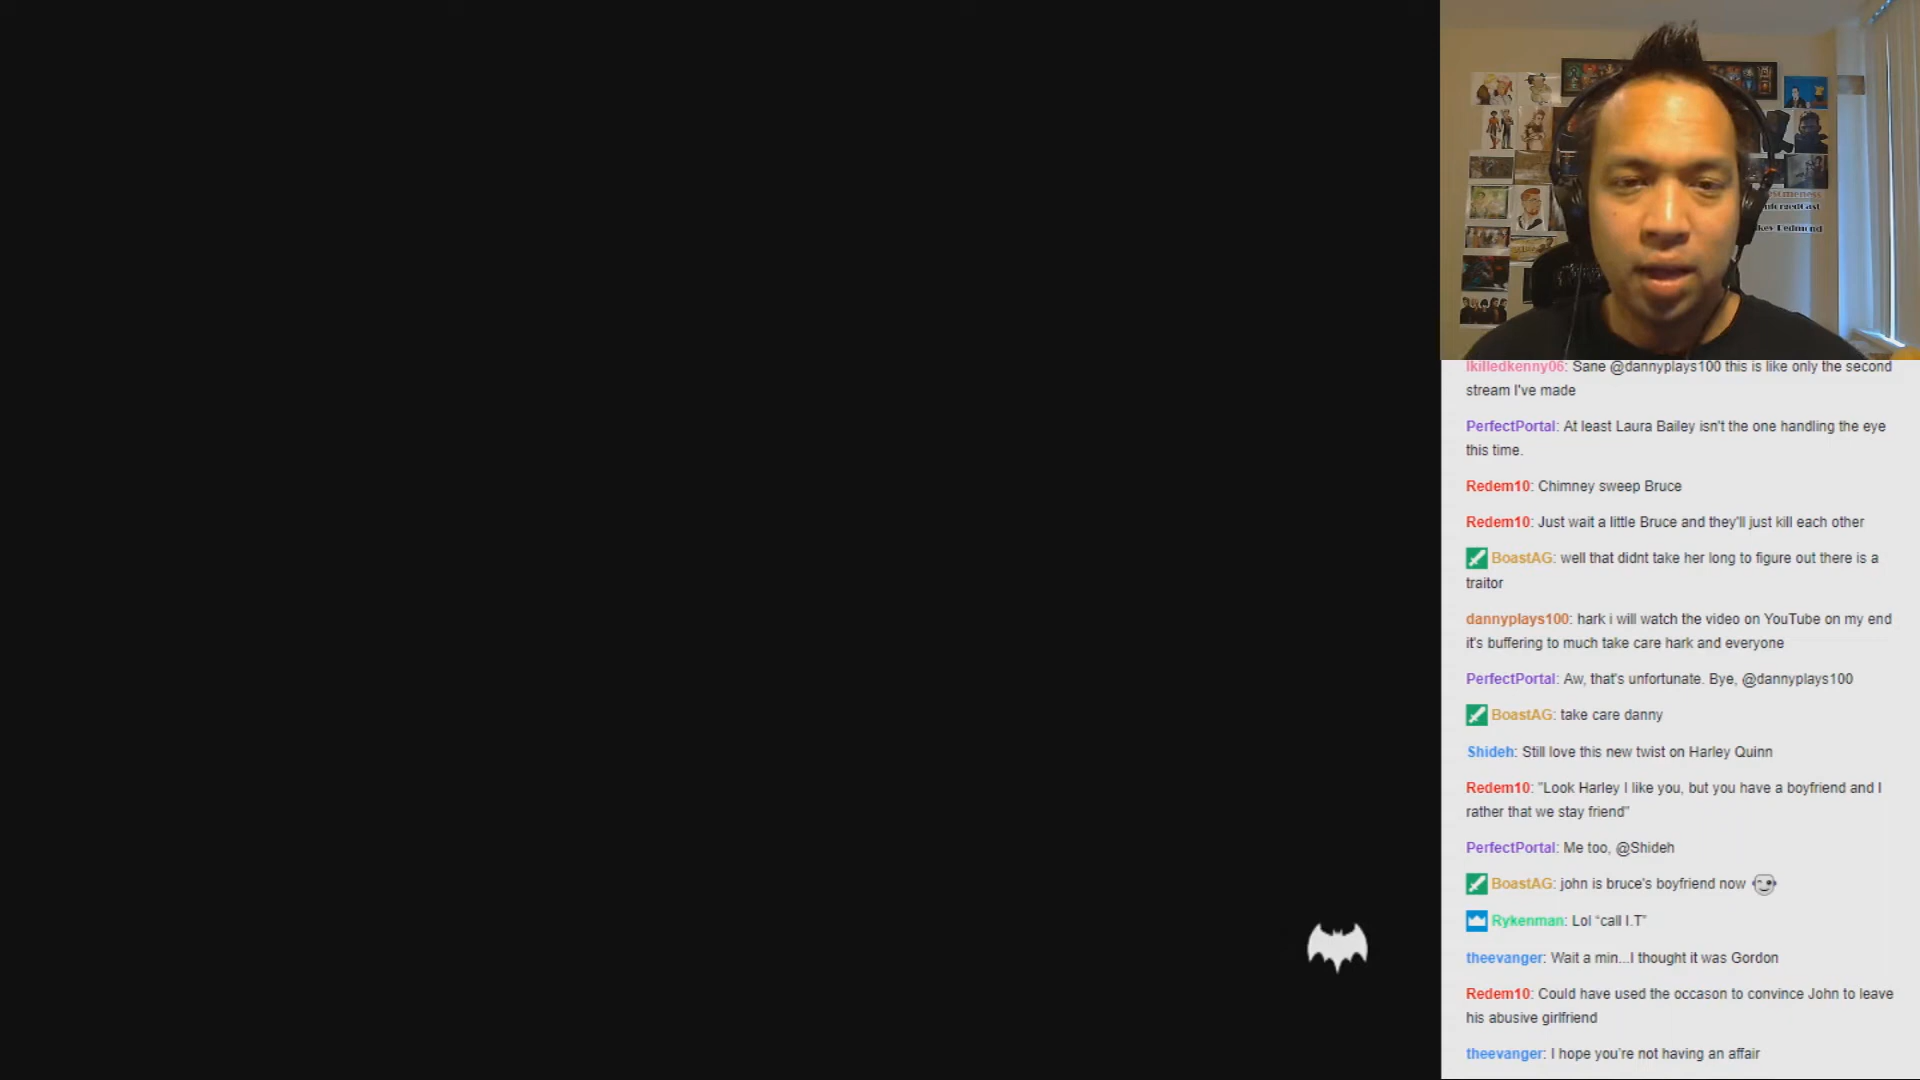 someness
nforgedCast
key Redmond
Ikilledkenny06: Sane @dannyplays100 this is like only the second
stream I've made
PerfectPortal: At least Laura Bailey isn't the one handling the eye
this time.
Redem10: Chimney sweep Bruce
Redem10: Just wait a little Bruce and they'll just kill each other
BoastAG: well that didnt take her long to figure out there is a
traitor
dannyplays100: hark i will watch the video on YouTube on my end
it's buffering to much take care hark and everyone
PerfectPortal: Aw, that's unfortunate. Bye, @dannyplays100
BoastAG: take care danny
Shideh: Still love this new twist on Harley Quinn
Redem10: "Look Harley I like you, but you have a boyfriend and I
rather that we stay friend"
PerfectPortal: Me too, @Shideh
BoastAG: john is bruce's boyfriend now
Rykenman: Lol “call I.T”
theevanger: Wait a min...I thought it was Gordon
Redem10: Could have used the occason to convince John to leave
his abusive girlfriend
theevanger: I hope you’re not having an affair